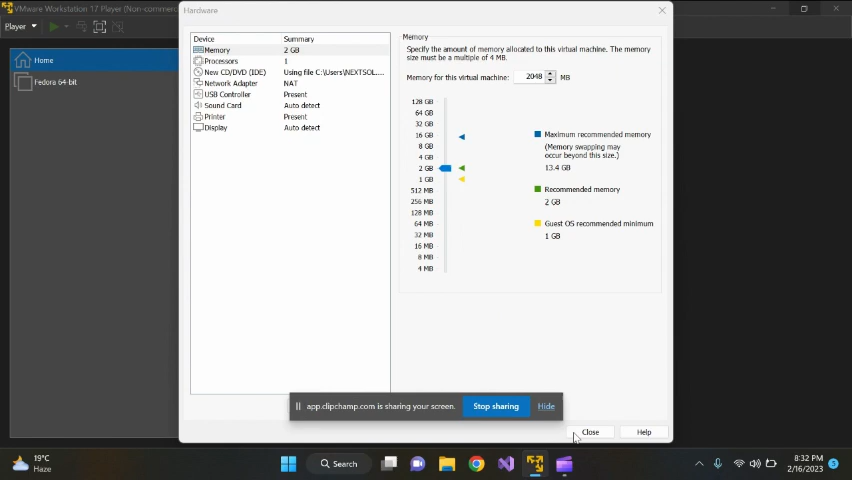 VMware Workstation 17 Player (Non-commerc
Player
Home
Fedora 64-bit
Hardware
Device Summary
Memory 2 GB
Processors 1
New CD/DVD (IDE) Using file C:\Users\NEXTSOL....
Network Adapter NAT
USB Controller Present
Sound Card Auto detect
Printer Present
Display Auto detect
Memory
Specify the amount of memory allocated to this virtual machine. The memory
size must be a multiple of 4 MB.
Memory for this virtual machine: 2048 MB
128 GB
64 GB
32 GB
16 GB
8 GB
4 GB
2 GB
1 GB
512 MB
256 MB
128 MB
64 MB
32 MB
16 MB
8 MB
4 MB
Maximum recommended memory
(Memory swapping may
occur beyond this size.)
13.4 GB
Recommended memory
2 GB
Guest OS recommended minimum
1 GB
app.clipchamp.com is sharing your screen. Stop sharing Hide
Close Help
19°C
Haze
Search
8:32 PM
2/16/2023
5